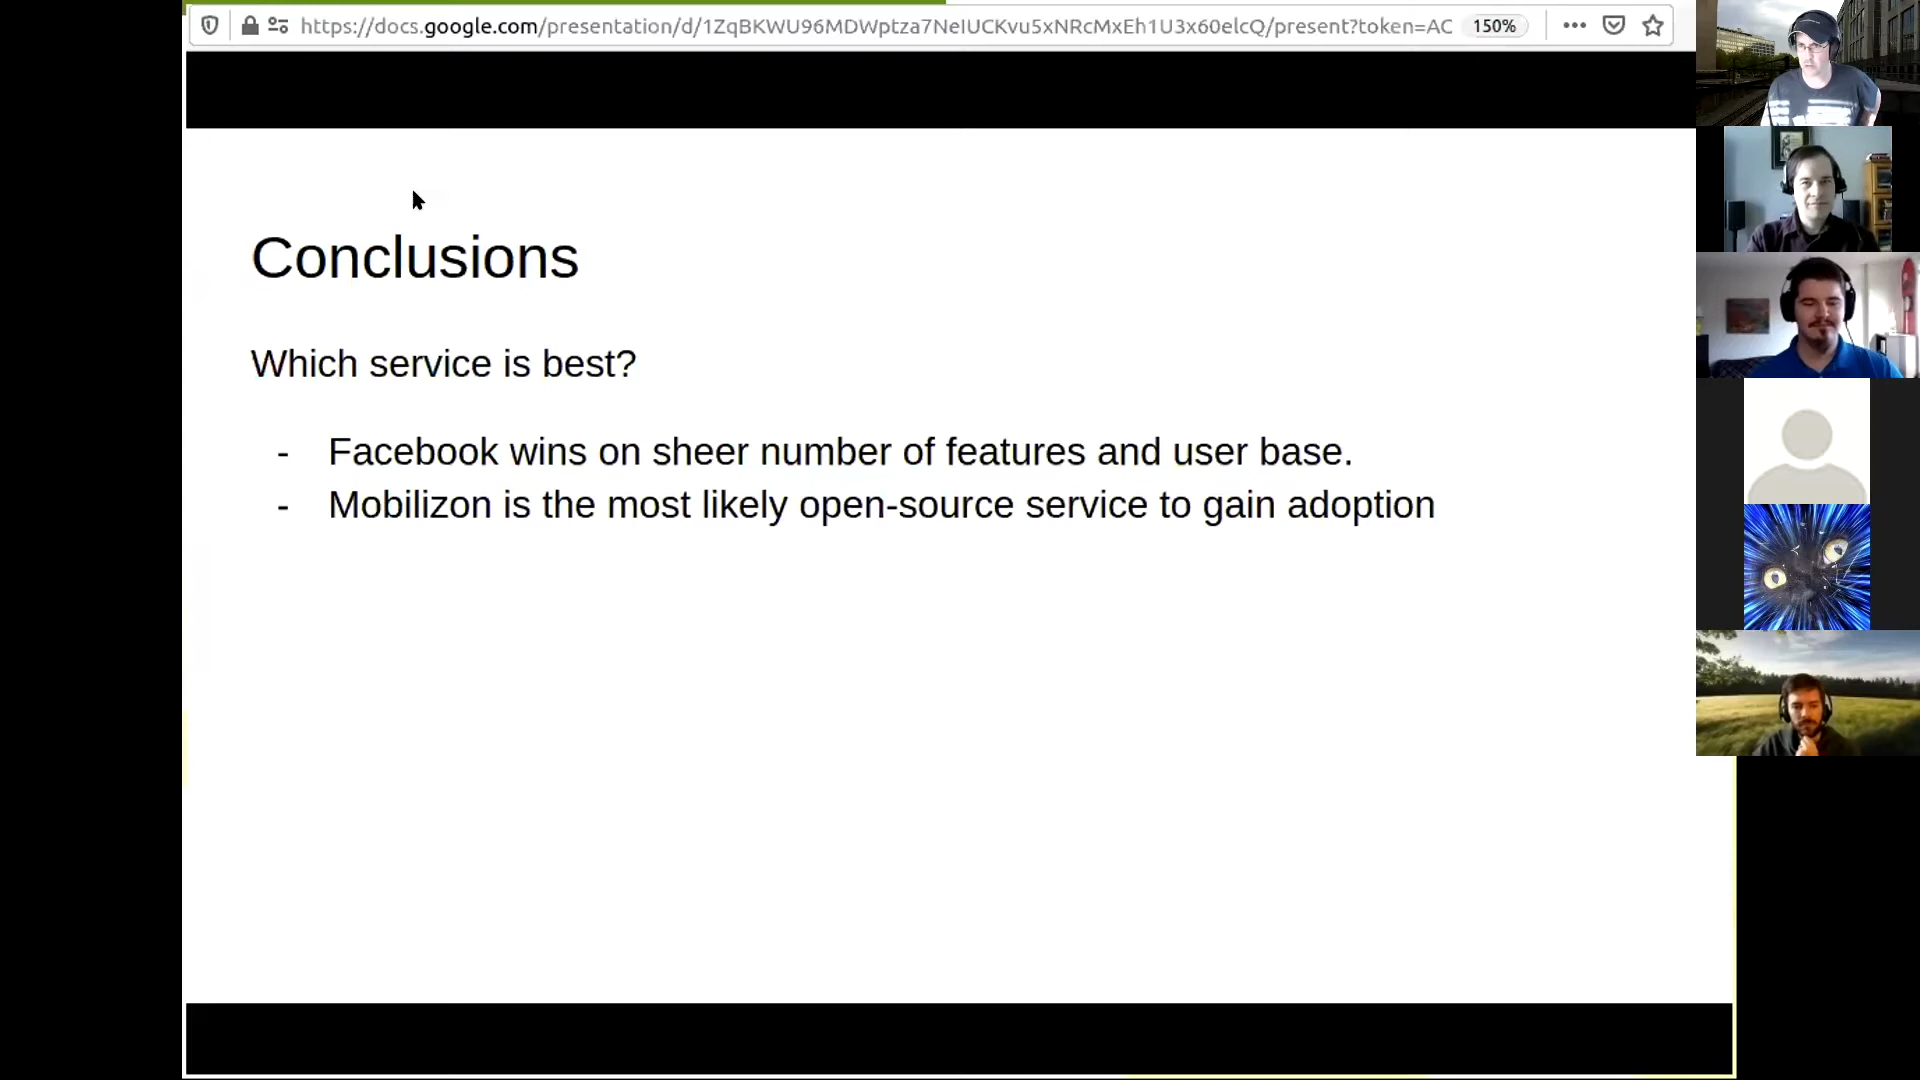 https://docs.google.com/presentation/d/1ZqBKWU96MDWptza7NeIUCKvu5xNRcMxEh1U3x60elcQ/present?token=AC
150%
Conclusions
Which service is best?
- Facebook wins on sheer number of features and user base.
- Mobilizon is the most likely open-source service to gain adoption